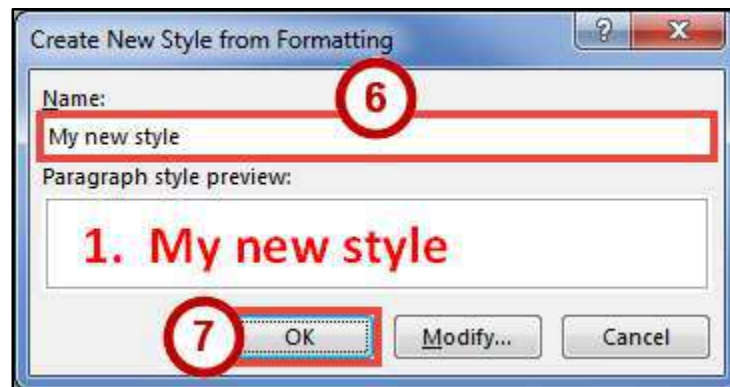 Create New Style from Formatting ? X
Name: 6
My new style
Paragraph style preview:
1. My new style
7 OK Modify... Cancel